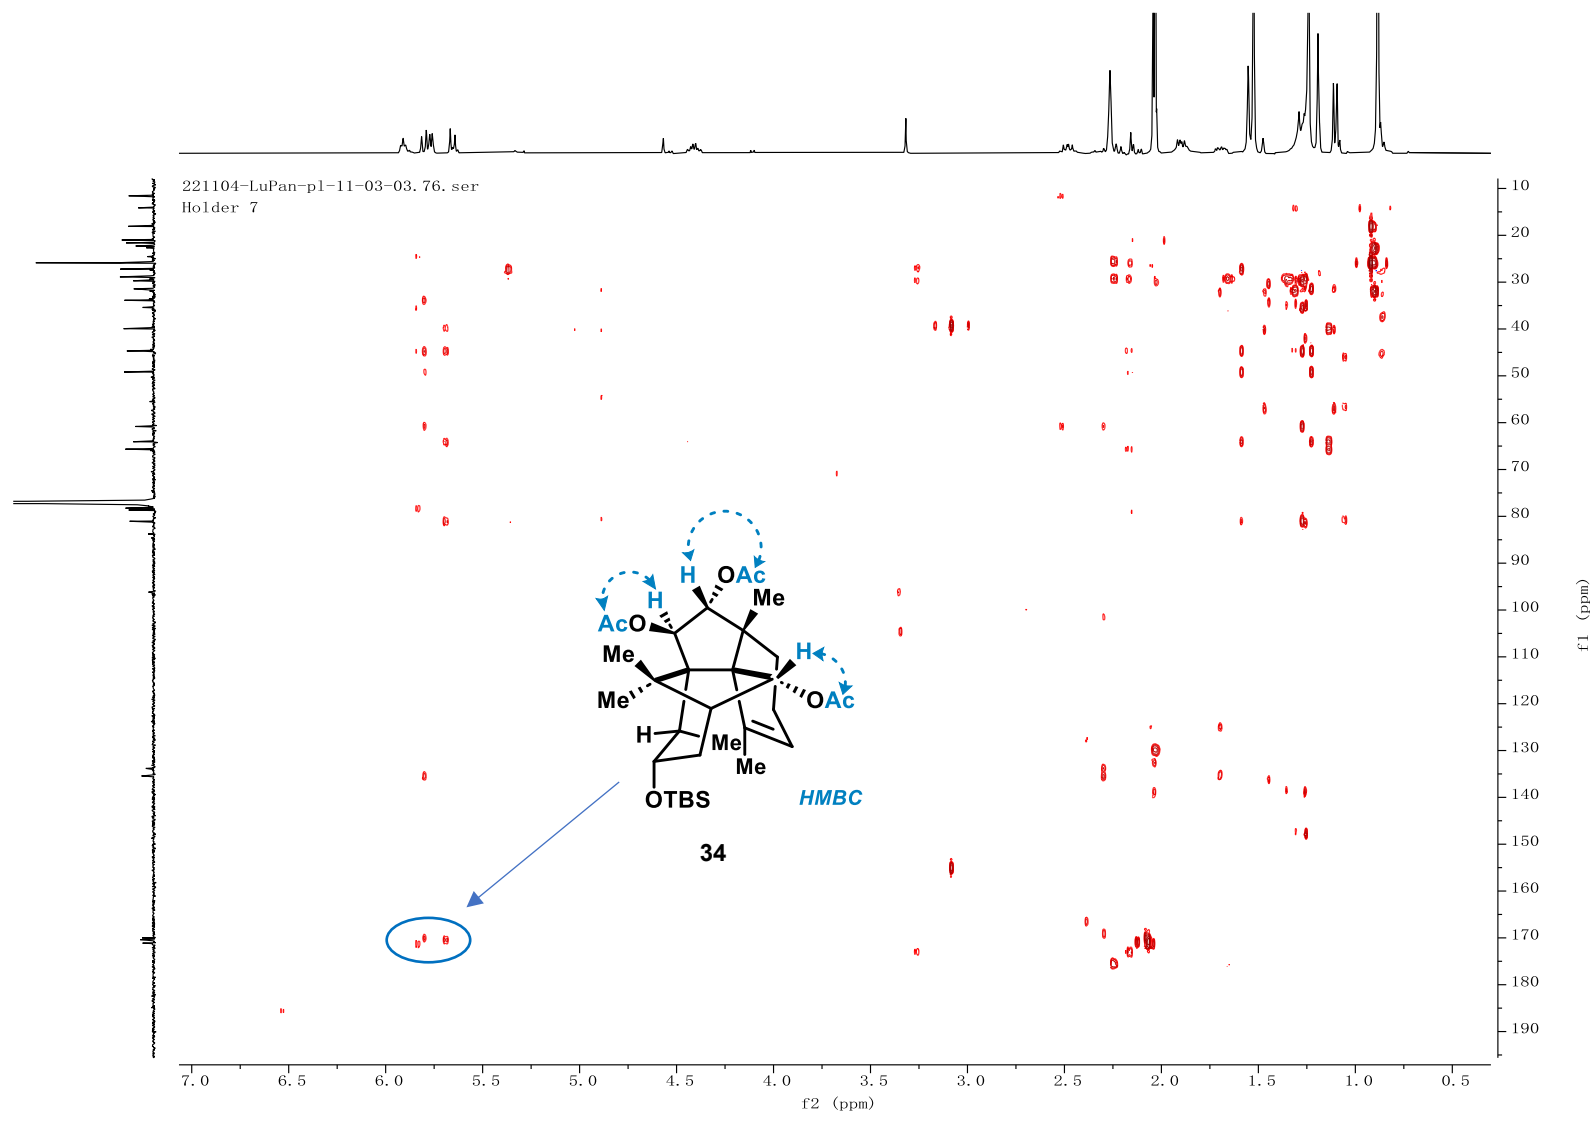 221104-LuPan-pl-11-03-03.76.ser
Holder 7
10
20
30
40
50
60
70
80
90
100
110
120
130
140
150
160
170
180
190
f1 (ppm)
H OAc
H Me
AcO
Me H
Me OAc
H Me
Me
OTBS HMBC
34
7.0 6.5 6.0 5.5 5.0 4.5 4.0 3.5 3.0 2.5 2.0 1.5 1.0 0.5
f2 (ppm)